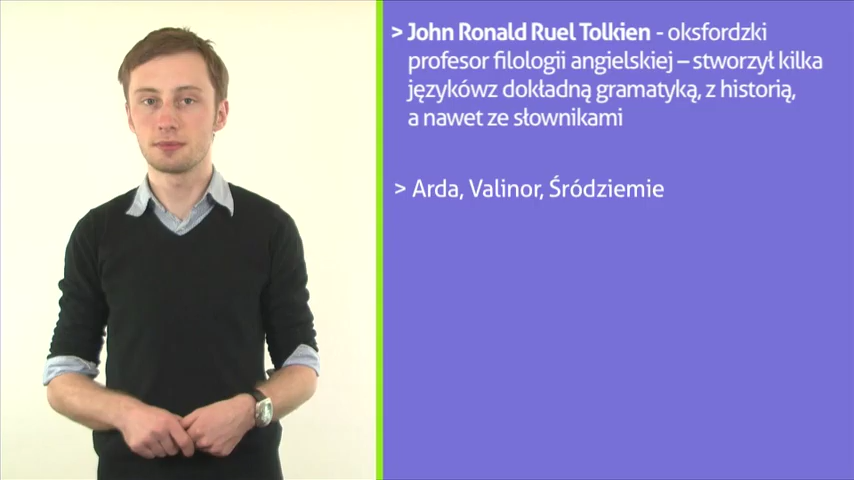 > John Ronald Ruel Tolkien - oksfordzki
profesor filologii angielskiej – stworzył kilka
językówz dokładną gramatyką, z historią,
a nawet ze słownikami
> Arda, Valinor, Śródziemie